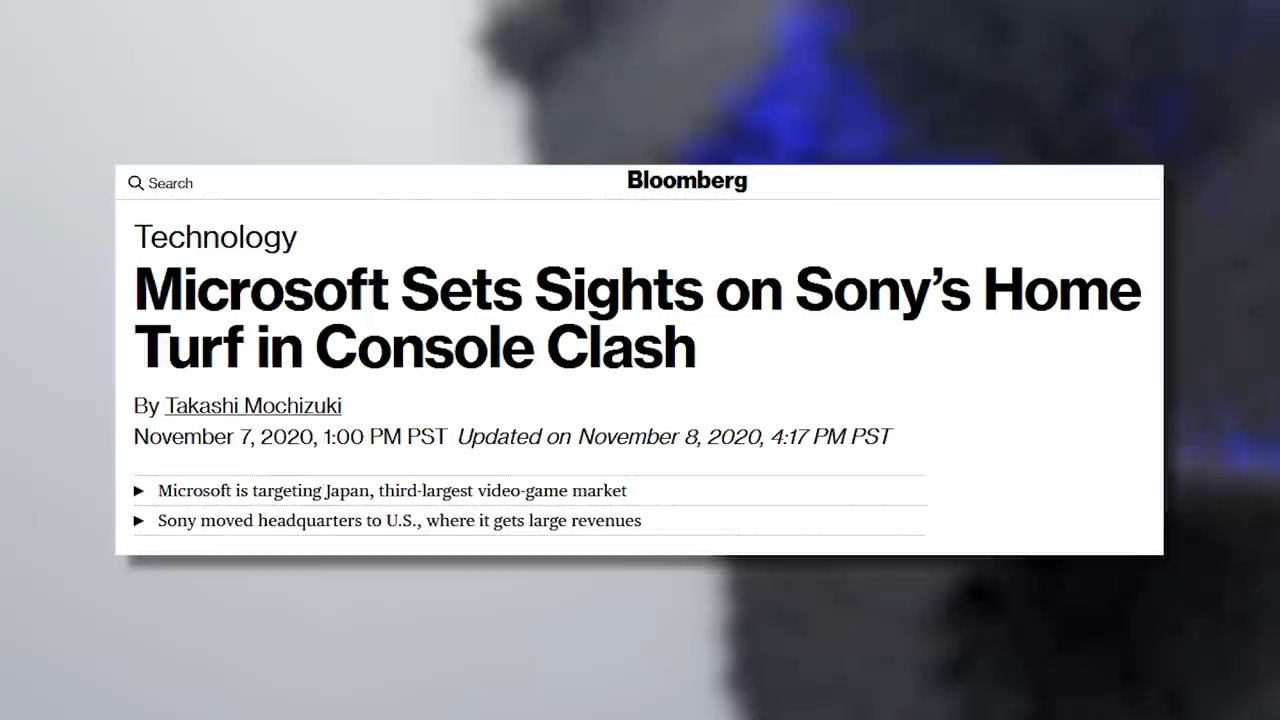 Search
Bloomberg
Technology
Microsoft Sets Sights on Sony’s Home
Turf in Console Clash
By Takashi Mochizuki
November 7, 2020, 1:00 PM PST Updated on November 8, 2020, 4:17 PM PST
▶ Microsoft is targeting Japan, third-largest video-game market
▶ Sony moved headquarters to U.S., where it gets large revenues